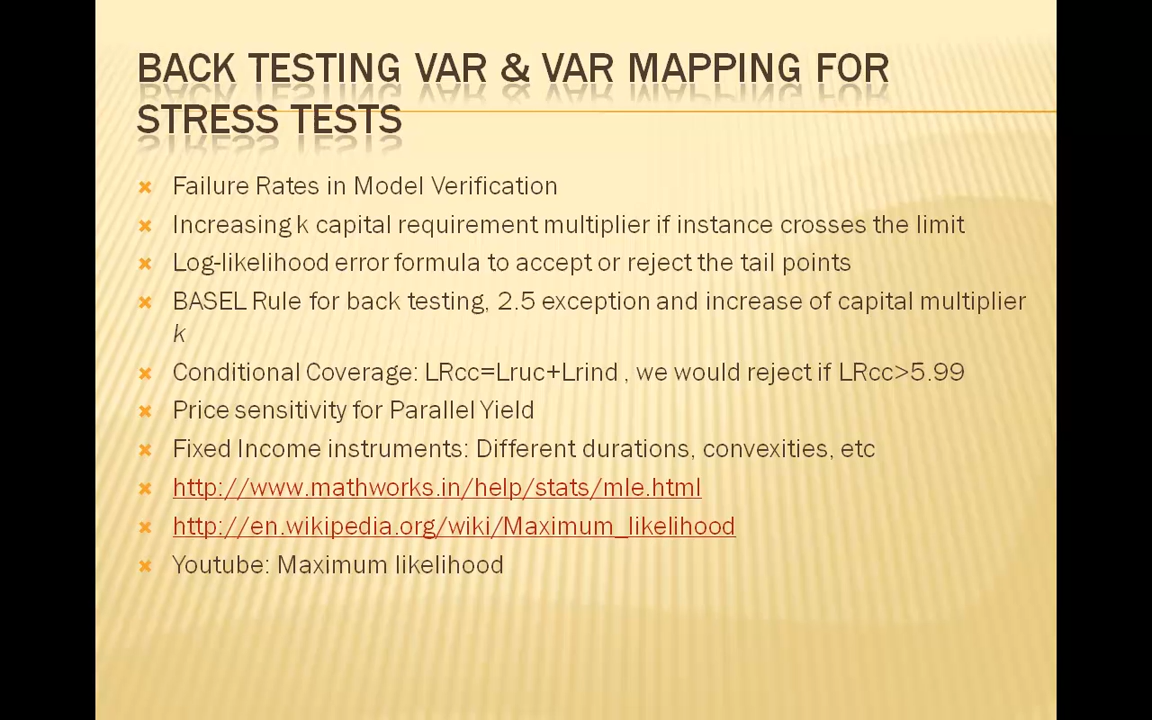 BACK TESTING VAR & VAR MAPPING FOR
STRESS TESTS
Failure Rates in Model Verification
Increasing k capital requirement multiplier if instance crosses the limit
Log-likelihood error formula to accept or reject the tail points
BASEL Rule for back testing, 2.5 exception and increase of capital multiplier
k
Conditional Coverage: LRcc=Lruc+Lrind , we would reject if LRcc>5.99
Price sensitivity for Parallel Yield
Fixed Income instruments: Different durations, convexities, etc
http://www.mathworks.in/help/stats/mle.html
http://en.wikipedia.org/wiki/Maximum_likelihood
Youtube: Maximum likelihood